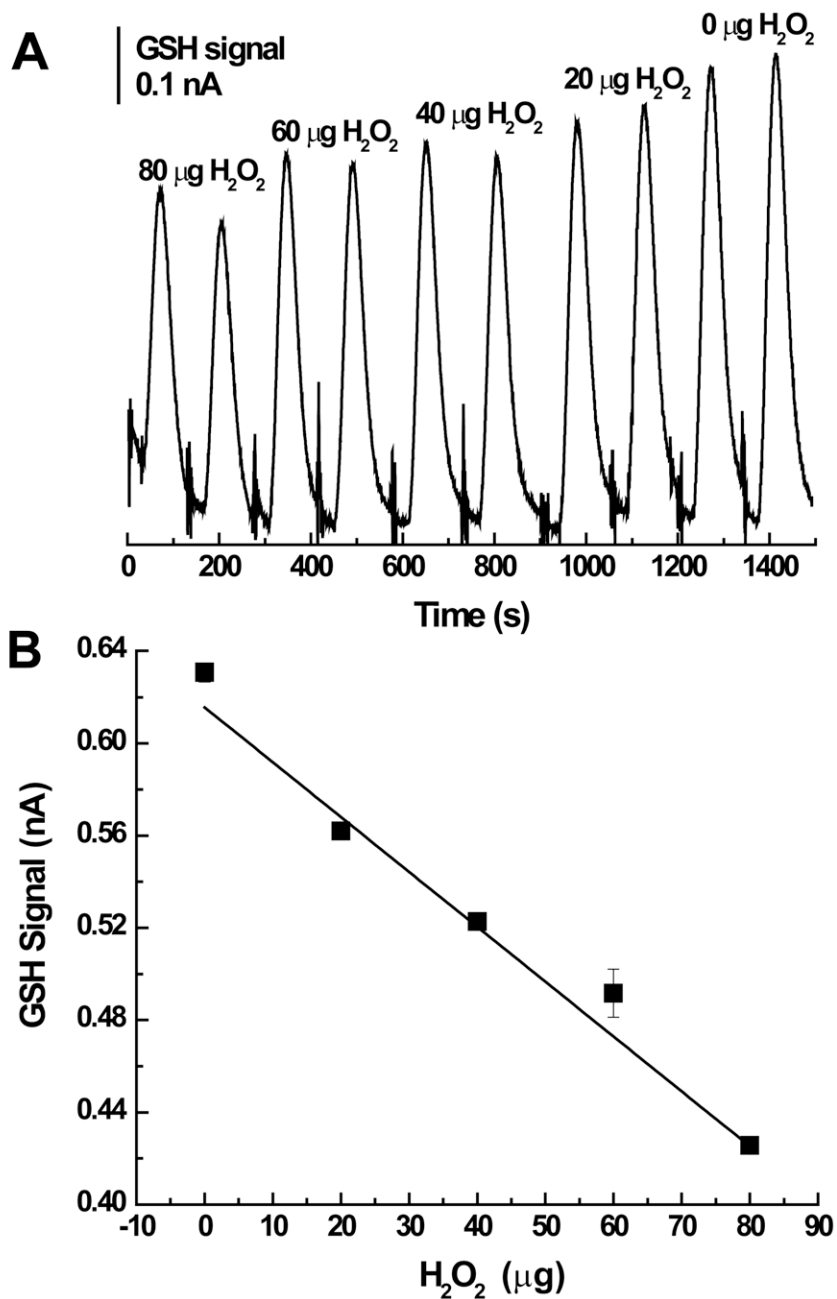 A
GSH signal
0.1 nA
80 μg H₂O₂
60 μg H₂O₂
40 μg H₂O₂
20 μg H₂O₂
0 μg H₂O₂
0 200 400 600 800 1000 1200 1400
Time (s)
B
GSH Signal (nA)
0.64
0.60
0.56
0.52
0.48
0.44
0.40
-10 0 10 20 30 40 50 60 70 80 90
H₂O₂ (μg)